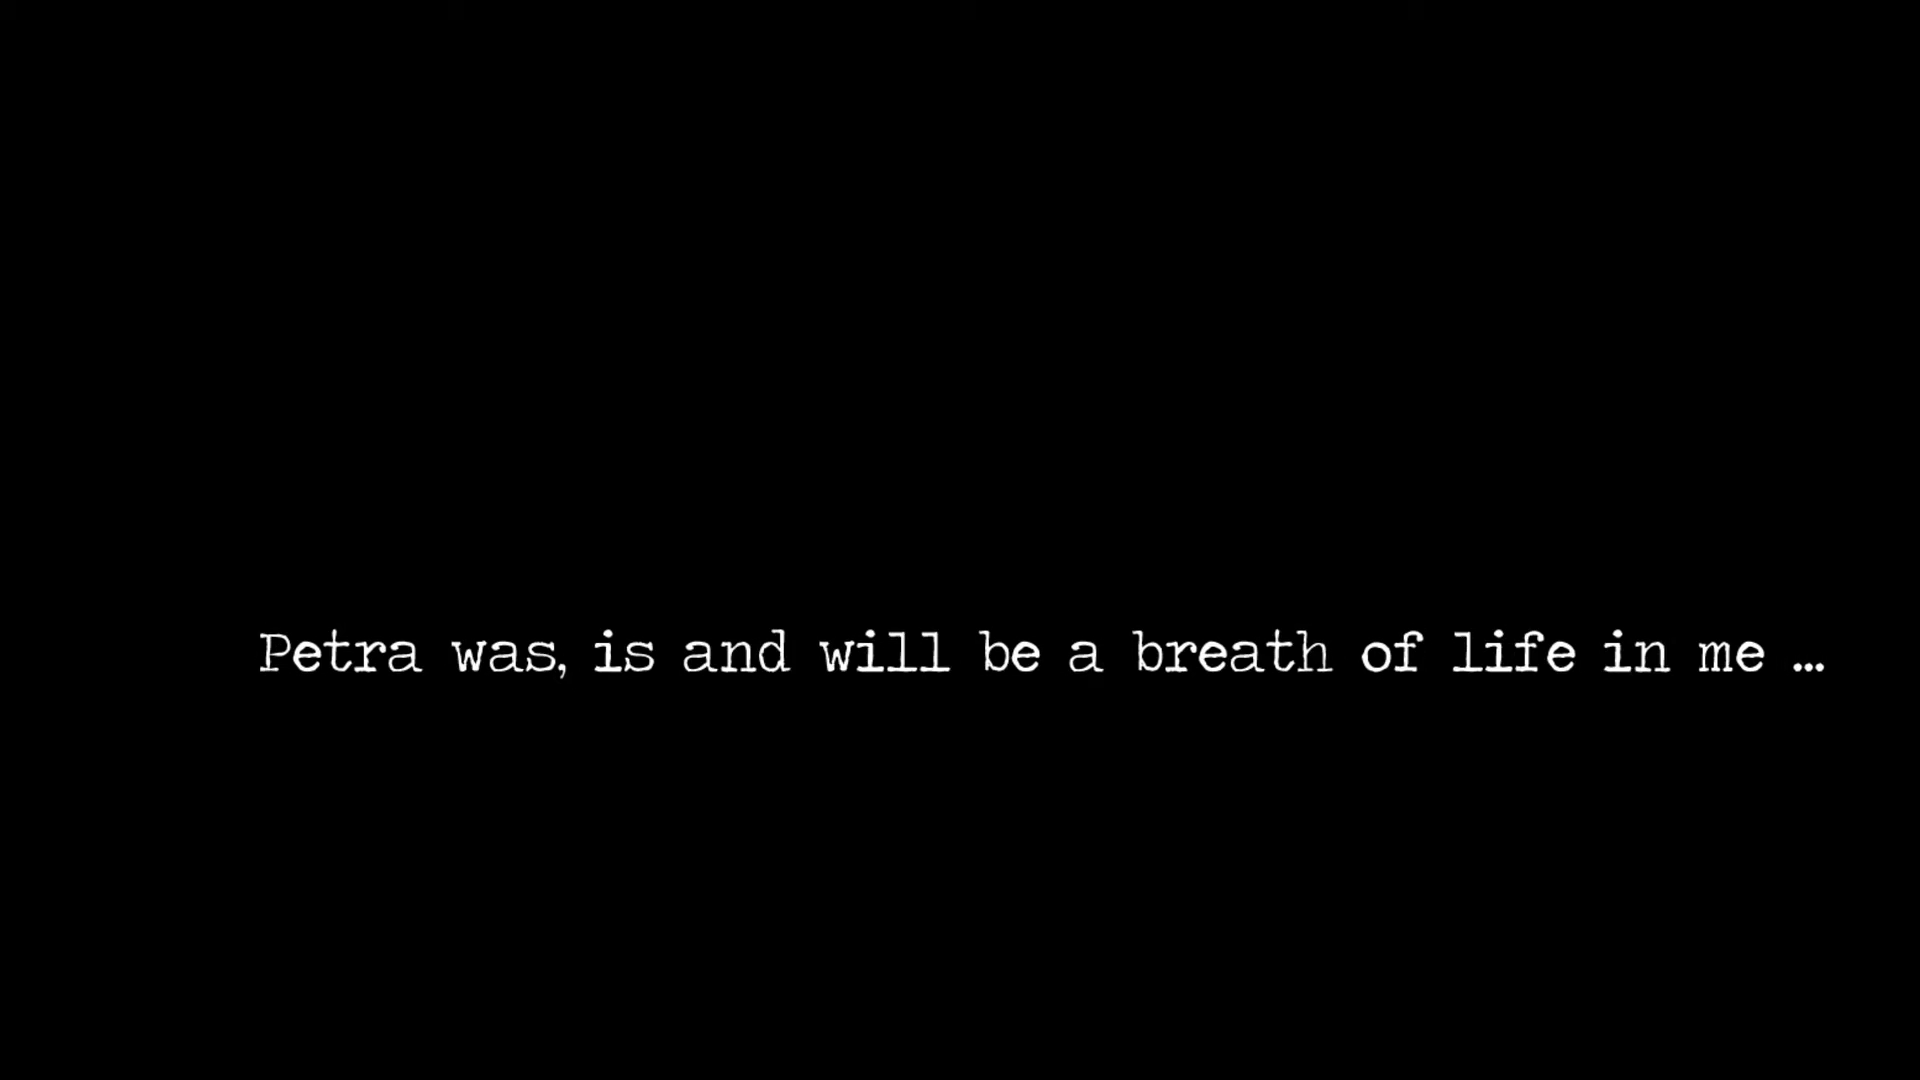 Petra was, is and will be a breath of life in me ...